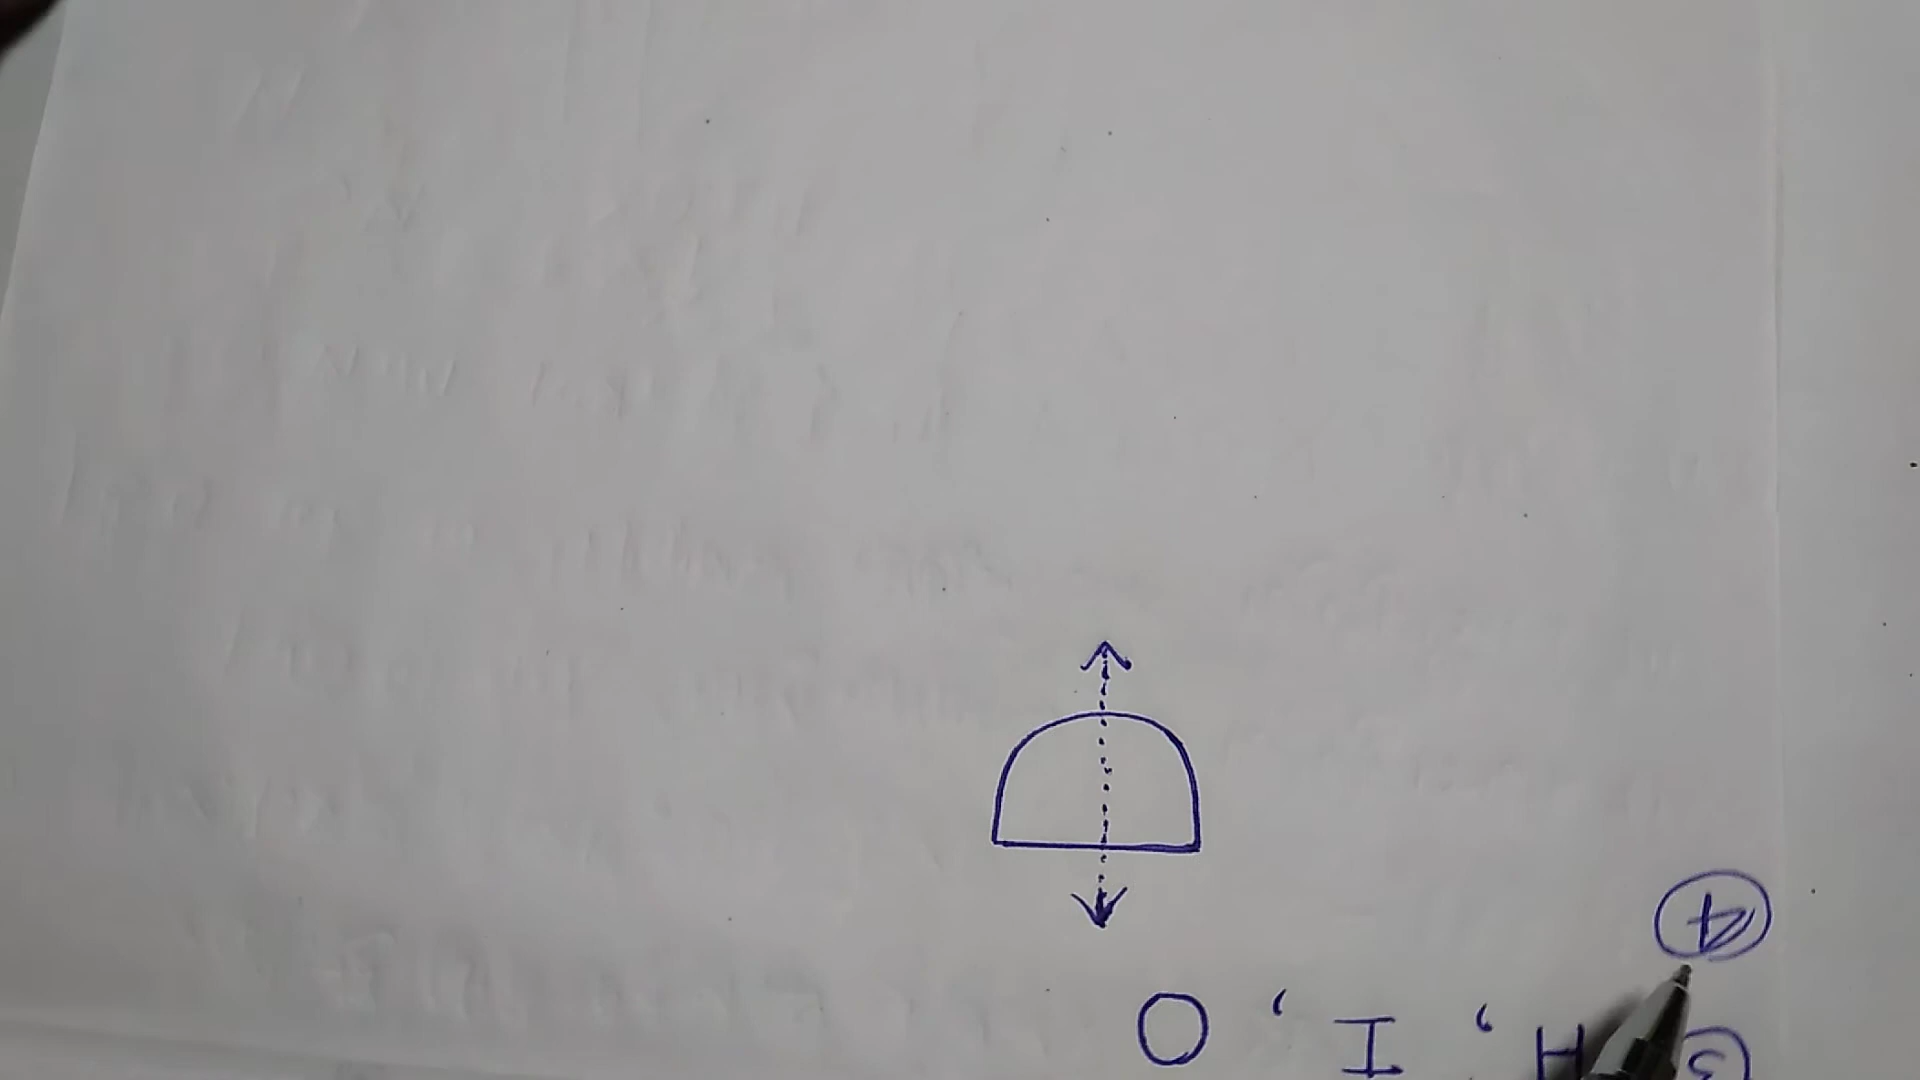 ③ H, I, O
④